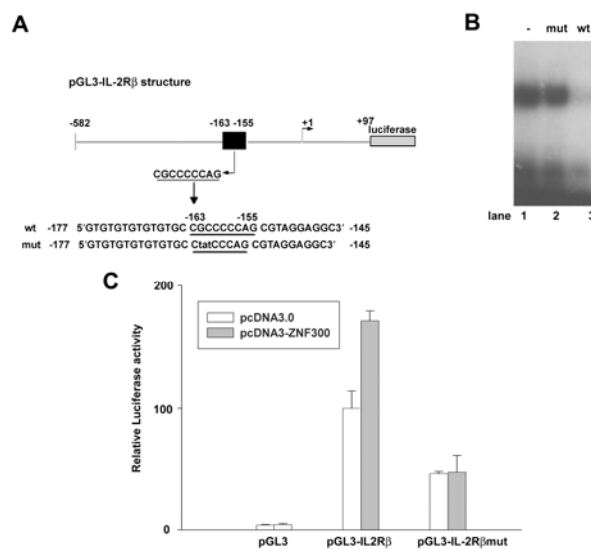 A
pGL3-IL-2Rβ structure
-582 -163 -155 +1 +97
luciferase
CGCCCCCAG
-163 -155
wt -177 5'GTGTGTGTGTGTGC CGCCCCCAG CGTAGGAGGC3' -145
mut -177 5'GTGTGTGTGTGTGC CtatCCCAG CGTAGGAGGC3' -145
B
- mut wt
lane 1 2 3
C
Relative Luciferase activity
200
100
0
pcDNA3.0
pcDNA3-ZNF300
pGL3 pGL3-IL2Rβ pGL3-IL-2Rβmut